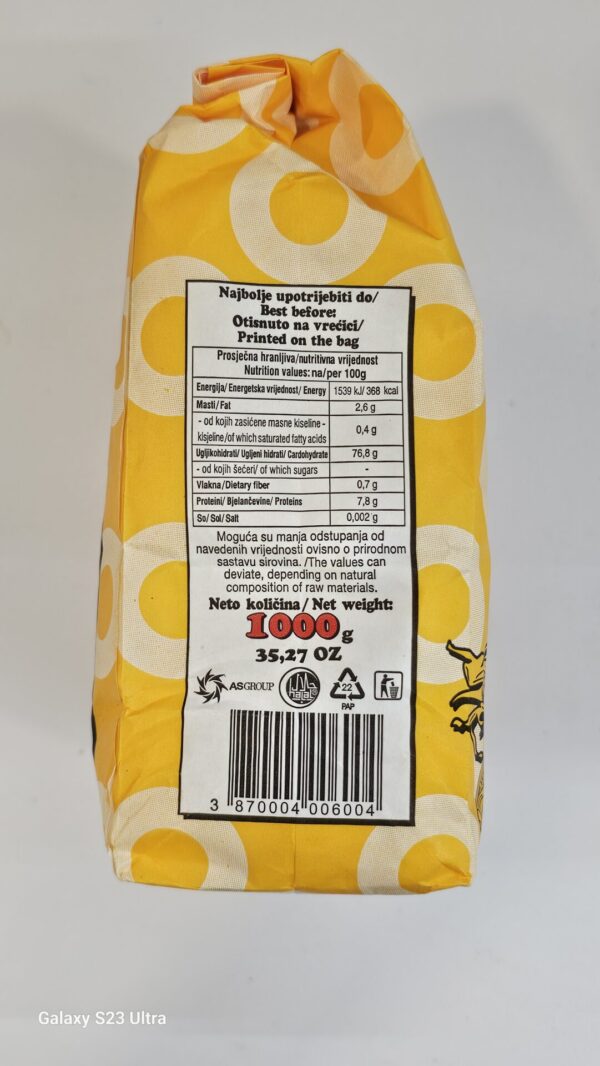 Najbolje upotrijebiti do/
Best before:
Otisnuto na vrećici/
Printed on the bag
Prosječna hranljiva/nutritivna vrijednost
Nutrition values: na/per 100g
Energija/ Energetska vrijednost/ Energy 1539 kJ/ 368 kcal
Masti/ Fat 2,6 g
- od kojih zasićene masne kiseline -
kisjeline/of which saturated fatty acids 0,4 g
Ugljikohidrati/ Ugljeni hidrati/ Cardohydrate 76,8 g
- od kojih šećeri/ of which sugars -
Vlakna/Dietary fiber 0,7 g
Proteini/ Bjelančevine/ Proteins 7,8 g
So/ Sol/ Salt 0,002 g
Moguća su manja odstupanja od
navedenih vrijednosti ovisno o prirodnom
sastavu sirovina. /The values can
deviate, depending on natural
composition of raw materials.
Neto količina/ Net weight:
1000 g
35,27 OZ
ASGROUP
حلال
halal
22
PAP
3 870004 006004
Galaxy S23 Ultra